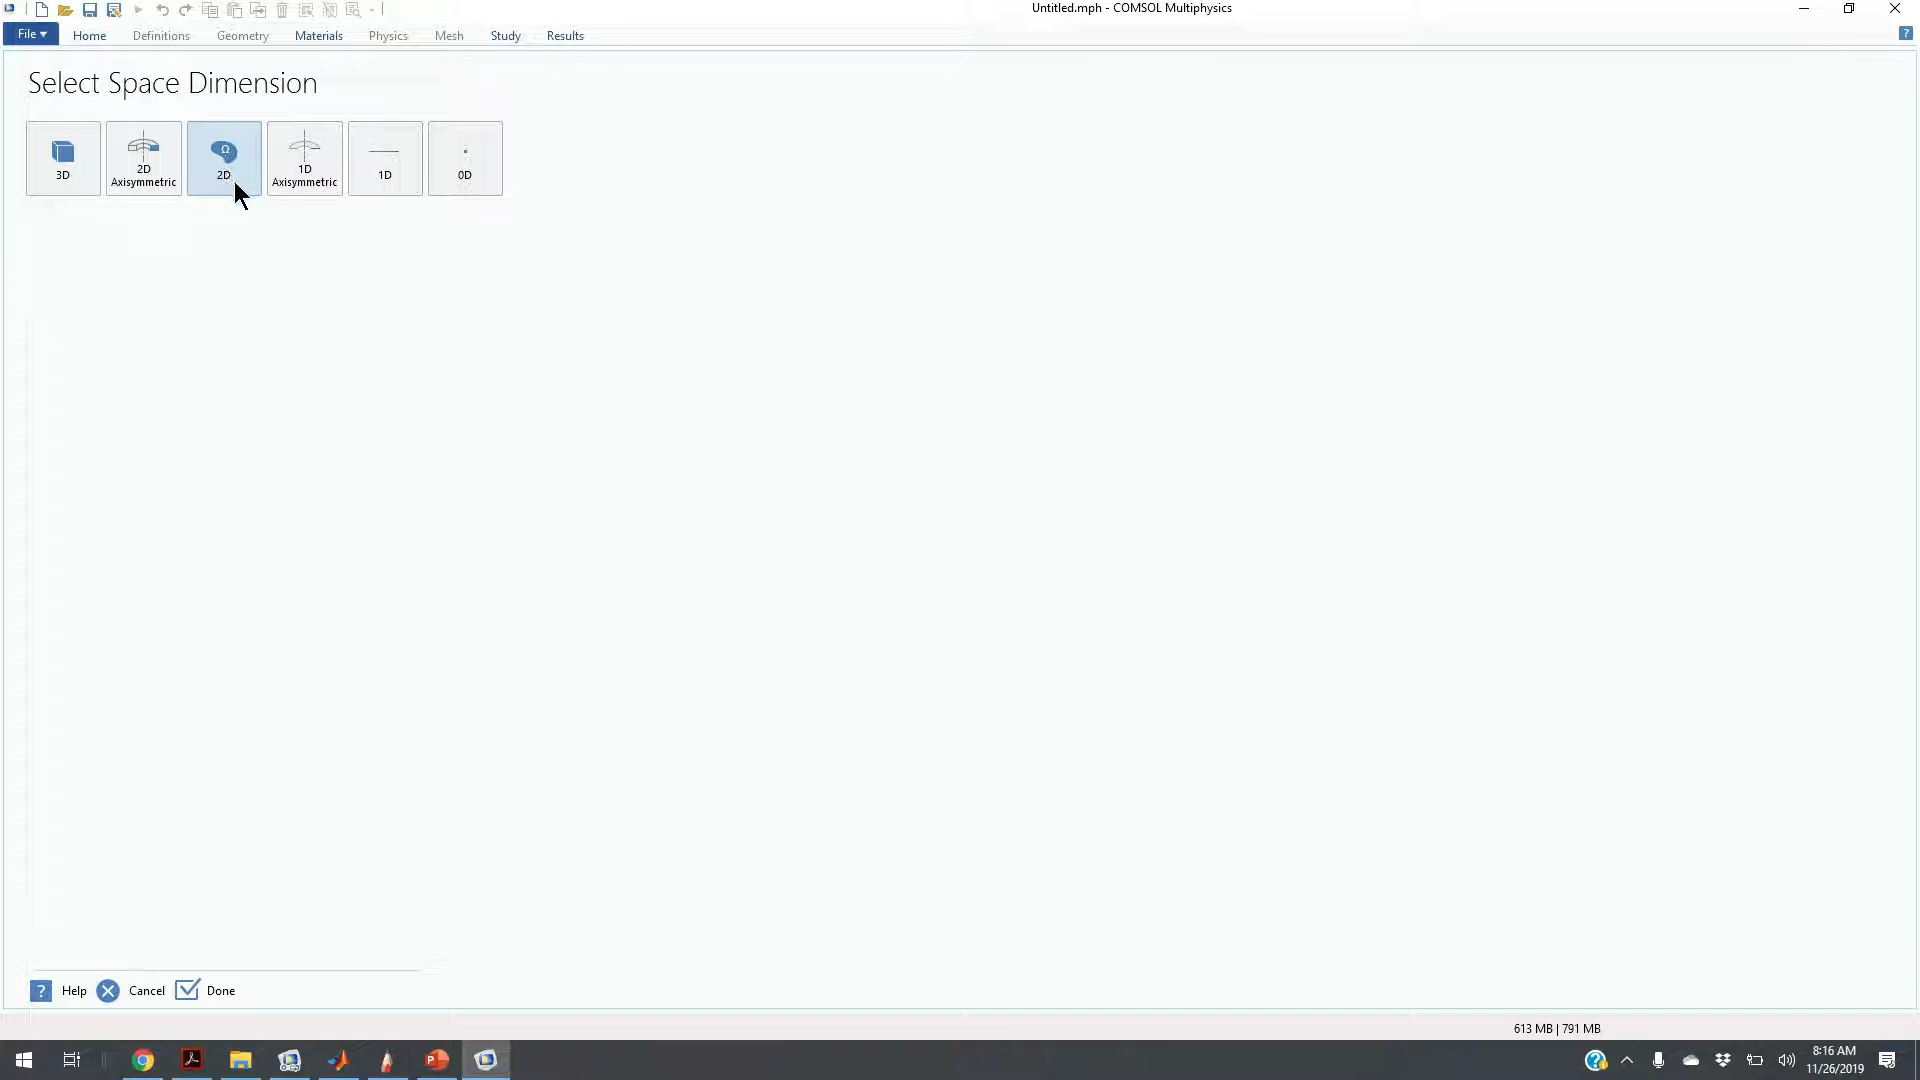 Untitled.mph - COMSOL Multiphysics
File Home Definitions Geometry Materials Physics Mesh Study Results
?
Select Space Dimension
3D
2D
Axisymmetric
Ω
2D
1D
Axisymmetric
1D
0D
? Help Cancel Done
613 MB | 791 MB
8:16 AM
11/26/2019